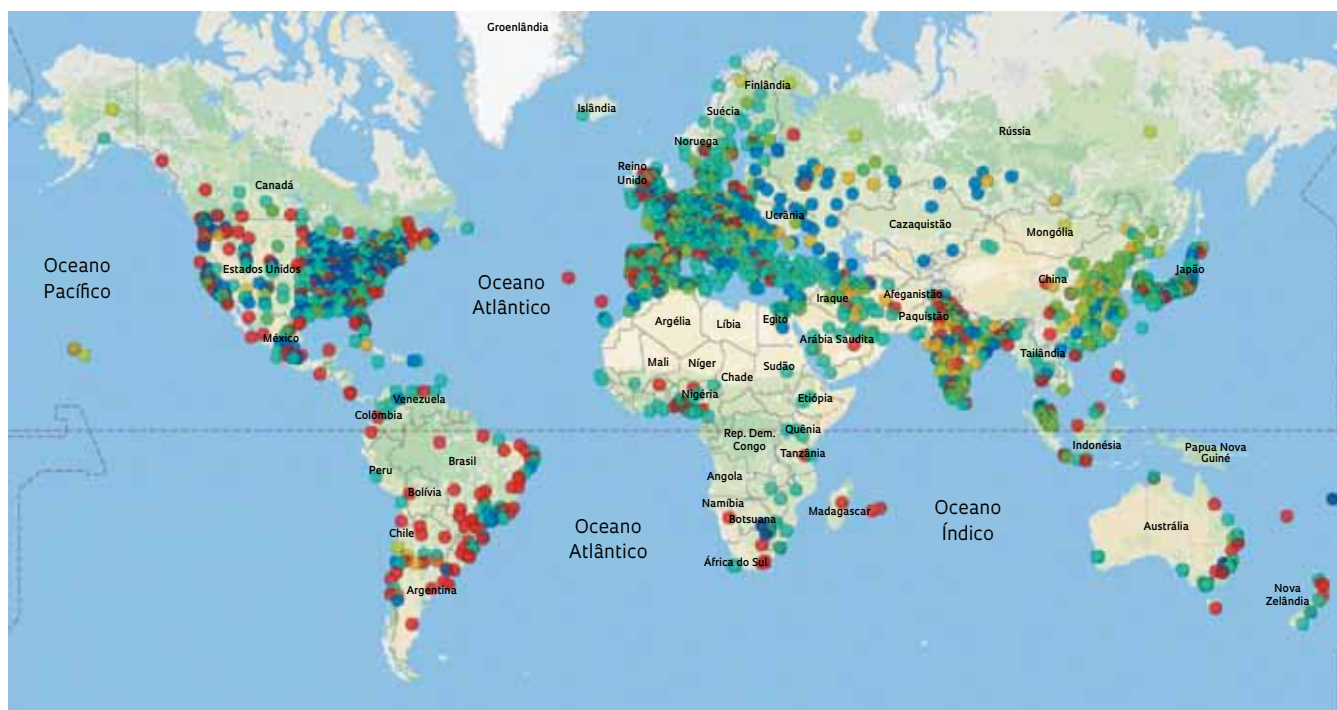 Groenlândia
Finlândia
Islândia
Suécia
Rússia
Noruega
Reino
Unido
Canadá
Ucrânia
Cazaquistão
Mongólia
Oceano
Pacífico
Estados Unidos
Oceano
Atlântico
China
Japão
Iraque
Afeganistão
Paquistão
Argélia
Líbia
Egito
Arábia Saudita
México
Tailândia
Mali
Níger
Chade
Sudão
Nigéria
Etiópia
Venezuela
Colômbia
Quênia
Rep. Dem.
Congo
Tanzânia
Indonésia
Papua Nova
Guiné
Brasil
Peru
Angola
Bolívia
Namíbia
Botsuana
Madagascar
Oceano
Índico
Austrália
Chile
Oceano
Atlântico
África do Sul
Argentina
Nova
Zelândia